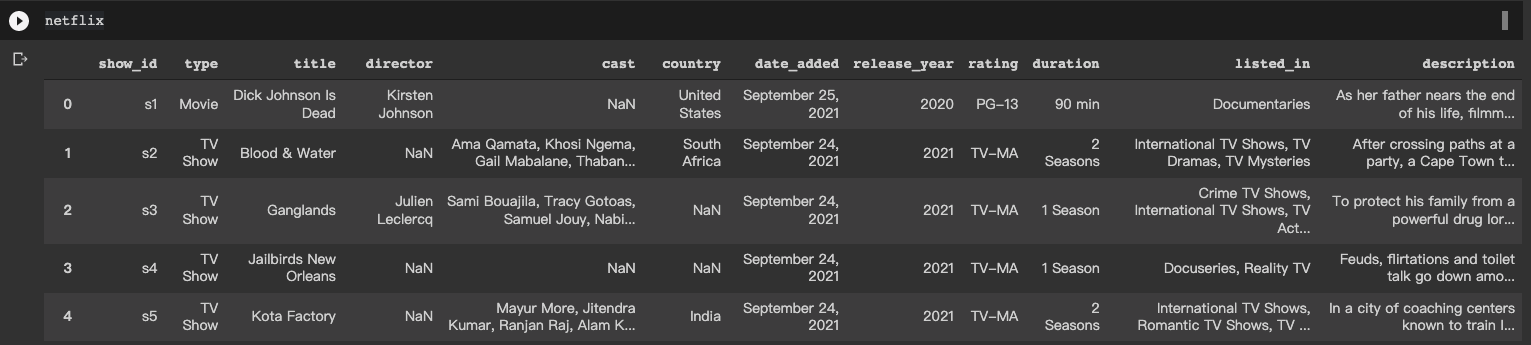 netflix
show_id type title director cast country date_added release_year rating duration listed_in description
0 s1 Movie Dick Johnson Is Dead Kirsten Johnson NaN United States September 25, 2021 2020 PG-13 90 min Documentaries As her father nears the end of his life, filmm...
1 s2 TV Show Blood & Water NaN Ama Qamata, Khosi Ngema, Gail Mabalane, Thaban... South Africa September 24, 2021 2021 TV-MA 2 Seasons International TV Shows, TV Dramas, TV Mysteries After crossing paths at a party, a Cape Town t...
2 s3 TV Show Ganglands Julien Leclercq Sami Bouajila, Tracy Gotoas, Samuel Jouy, Nabi... NaN September 24, 2021 2021 TV-MA 1 Season Crime TV Shows, International TV Shows, TV Act... To protect his family from a powerful drug lor...
3 s4 TV Show Jailbirds New Orleans NaN NaN NaN September 24, 2021 2021 TV-MA 1 Season Docuseries, Reality TV Feuds, flirtations and toilet talk go down amo...
4 s5 TV Show Kota Factory NaN Mayur More, Jitendra Kumar, Ranjan Raj, Alam K... India September 24, 2021 2021 TV-MA 2 Seasons International TV Shows, Romantic TV Shows, TV ... In a city of coaching centers known to train I...